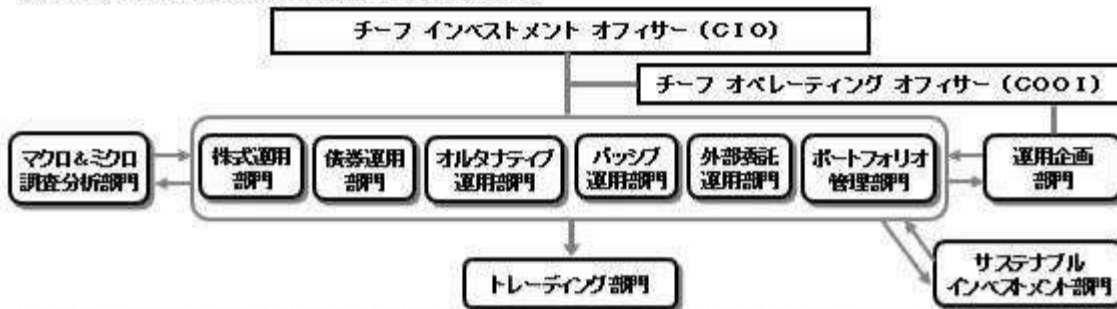 チーフ インベストメント オフィサー (CIO)
チーフ オペレーティング オフィサー (COOI)
マクロ&ミクロ
調査分析部門
株式運用
部門
債券運用
部門
オルタナティブ
運用部門
パッシブ
運用部門
外部委託
運用部門
ポートフォリオ
管理部門
運用企画
部門
トレーディング部門
サステナブル
インベストメント部門